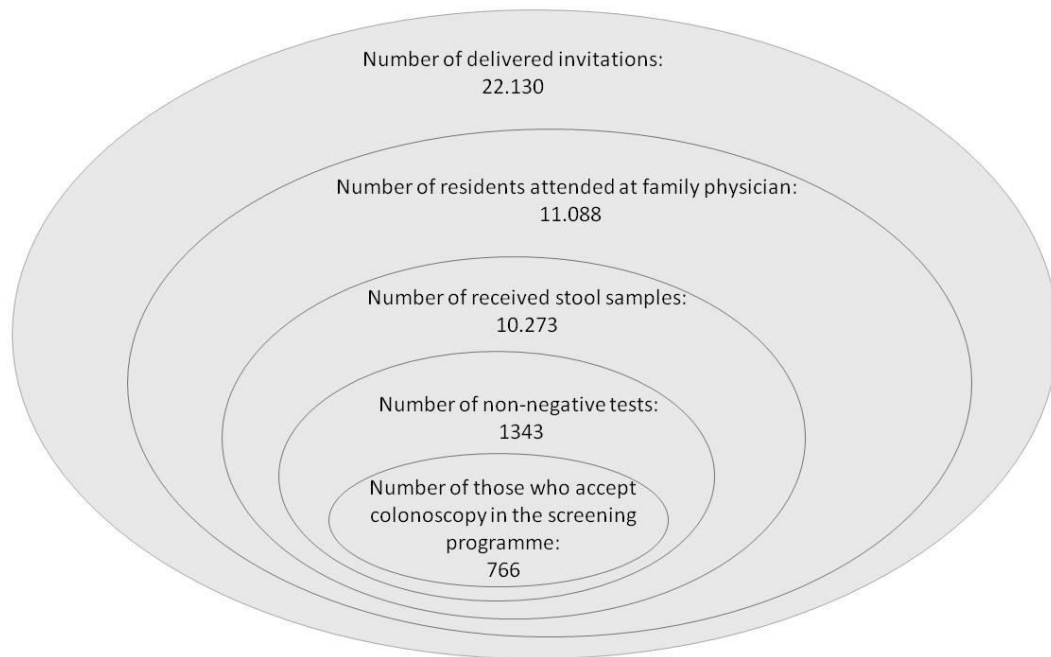 Number of delivered invitations:
22.130
Number of residents attended at family physician:
11.088
Number of received stool samples:
10.273
Number of non-negative tests:
1343
Number of those who accept
colonoscopy in the screening
programme:
766